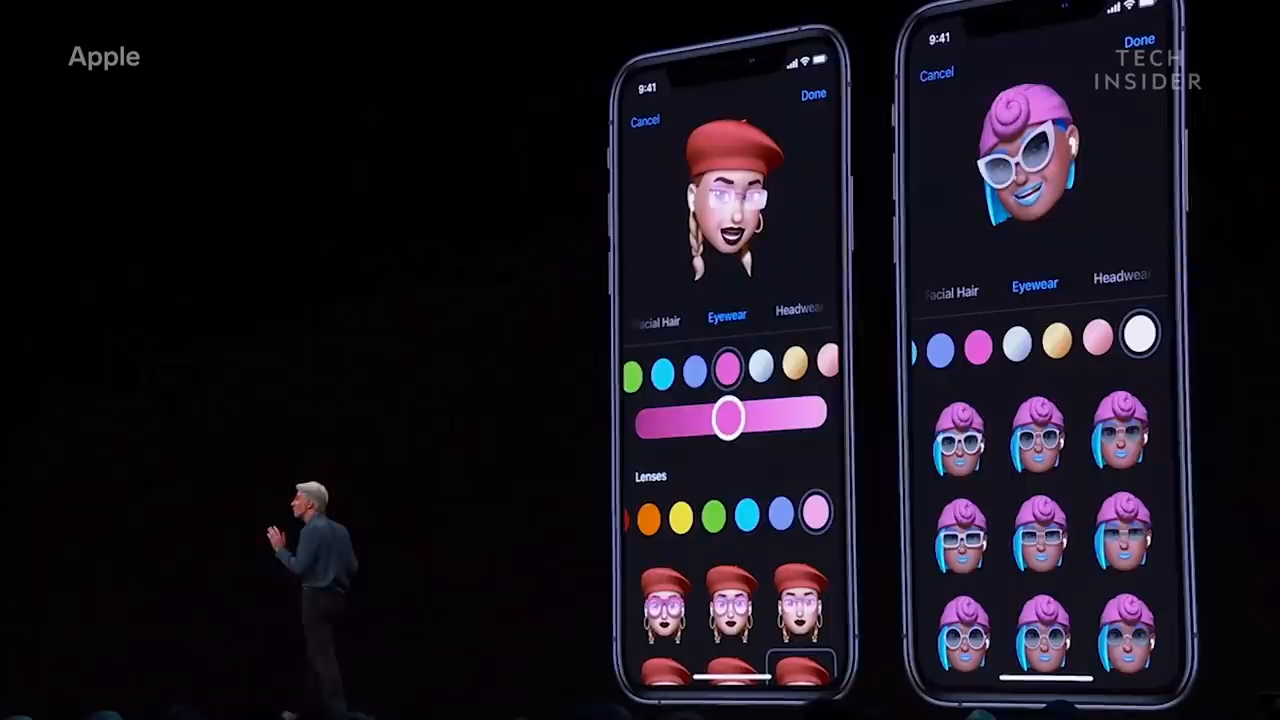 Apple
TECH
INSIDER
9:41
Done
Cancel
Facial Hair
Eyewear
Headwear
Lenses
9:41
Done
Cancel
Facial Hair
Eyewear
Headwear